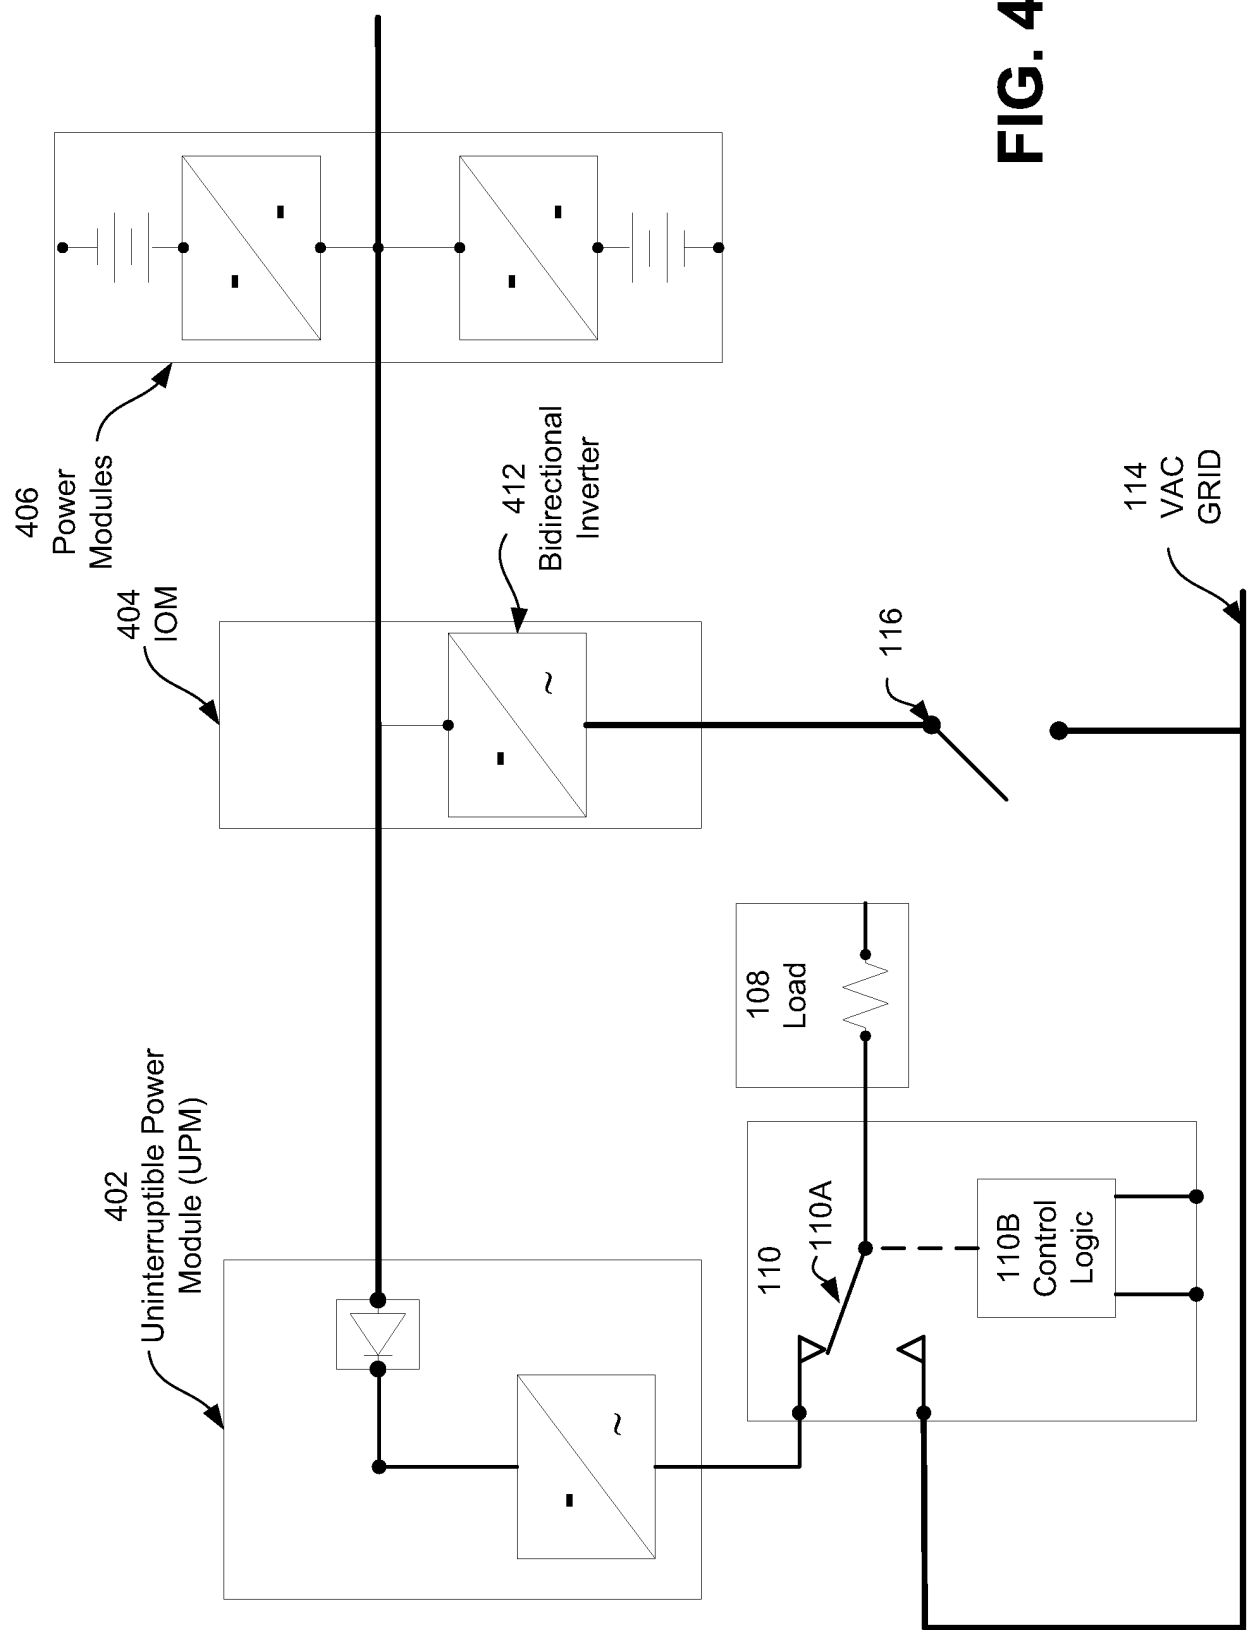 402
Uninterruptible Power
Module (UPM)
404
IOM
406
Power
Modules
412
Bidirectional
Inverter
108
Load
110
110A
110B
Control
Logic
116
114
VAC
GRID
FIG. 4